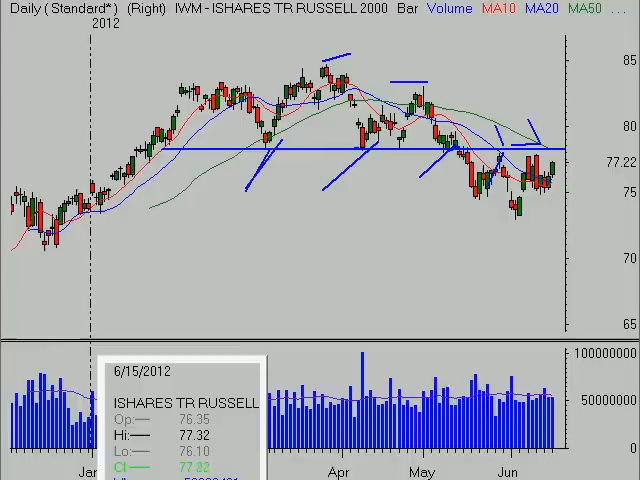 Daily (Standard*) (Right) IWM - ISHARES TR RUSSELL 2000 Bar Volume MA10 MA20 MA50 ...
2012
85
80
77.22
75
70
65
100000000
50000000
0
6/15/2012
ISHARES TR RUSSELL
Op: 76.35
Hi: 77.32
Lo: 76.10
Cl 77.22
Jan Apr May Jun